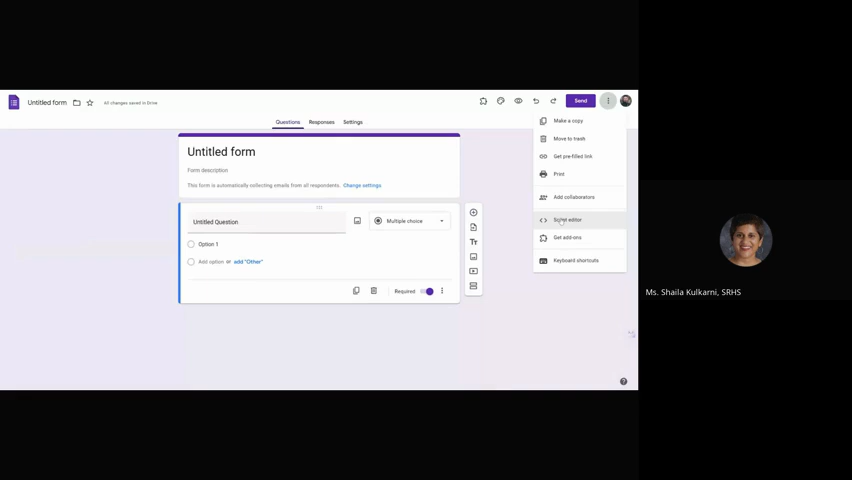 Untitled form
All changes saved in Drive
Send
Questions Responses Settings
Untitled form
Form description
This form is automatically collecting emails from all respondents. Change settings
Untitled Question
Multiple choice
Option 1
Add option or add "Other"
Required
Tт
Make a copy
Move to trash
Get pre-filled link
Print
Add collaborators
Script editor
Get add-ons
Keyboard shortcuts
Ms. Shaila Kulkarni, SRHS